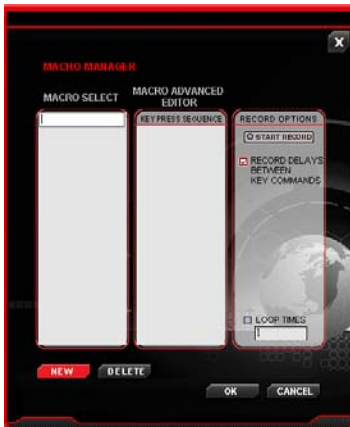 X
MACRO MANAGER
MACRO SELECT
MACRO ADVANCED
EDITOR
KEY PRESS SEQUENCE
RECORD OPTIONS
START RECORD
RECORD DELAYS
BETWEEN
KEY COMMANDS
LOOP TIMES
1
NEW
DELETE
OK
CANCEL